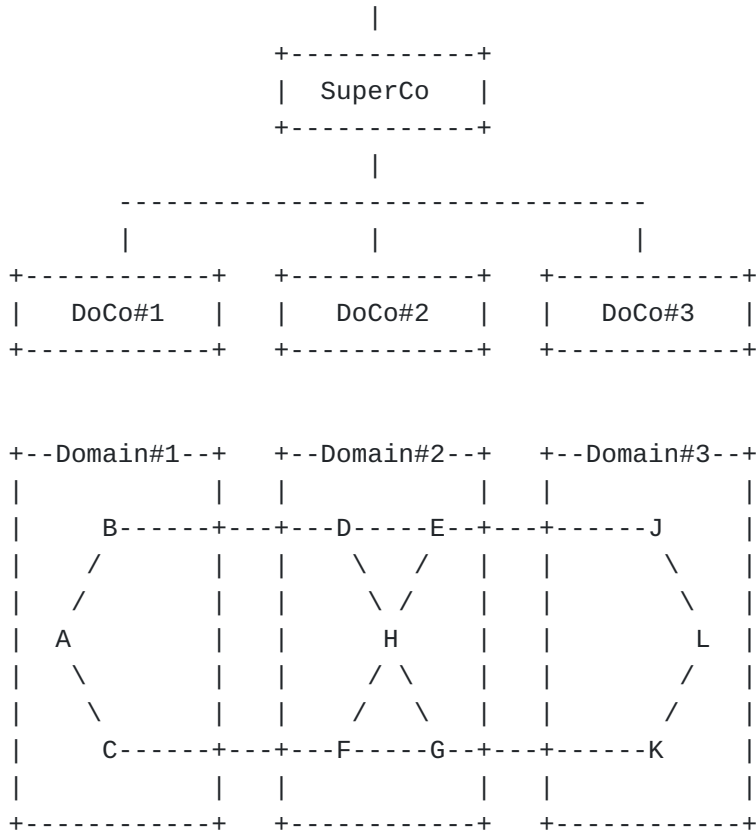 SuperCo
DoCo#1 DoCo#2 DoCo#3
Domain#1 Domain#2 Domain#3
B D E J
A H L
C F G K